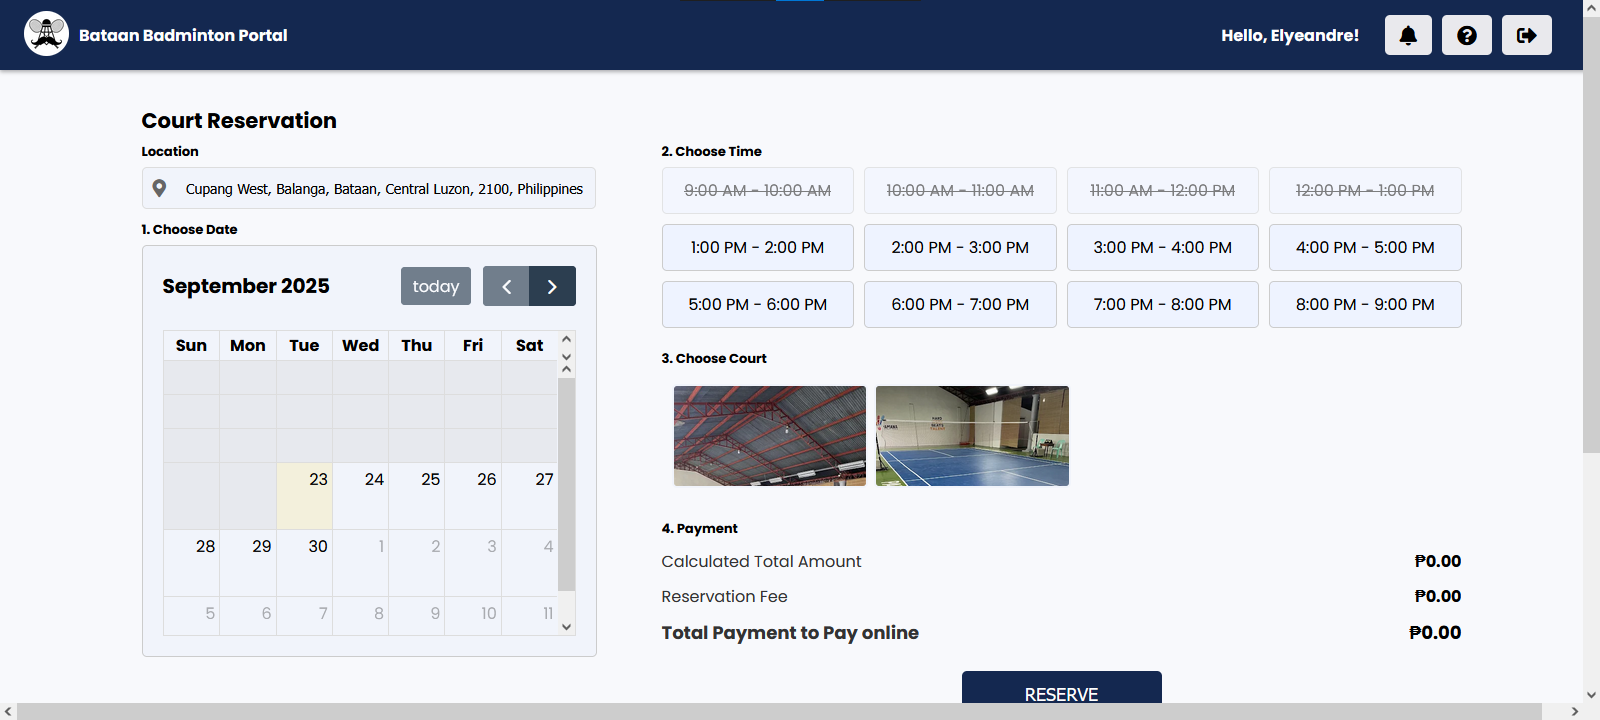 Bataan Badminton Portal
Hello, Elyeandre!
Court Reservation
Location
Cupang West, Balanga, Bataan, Central Luzon, 2100, Philippines
1. Choose Date
September 2025
today
Sun Mon Tue Wed Thu Fri Sat
23 24 25 26 27
28 29 30 1 2 3 4
5 6 7 8 9 10 11
2. Choose Time
9:00 AM - 10:00 AM 10:00 AM - 11:00 AM 11:00 AM - 12:00 PM 12:00 PM - 1:00 PM
1:00 PM - 2:00 PM 2:00 PM - 3:00 PM 3:00 PM - 4:00 PM 4:00 PM - 5:00 PM
5:00 PM - 6:00 PM 6:00 PM - 7:00 PM 7:00 PM - 8:00 PM 8:00 PM - 9:00 PM
3. Choose Court
4. Payment
Calculated Total Amount ₱0.00
Reservation Fee ₱0.00
Total Payment to Pay online ₱0.00
RESERVE